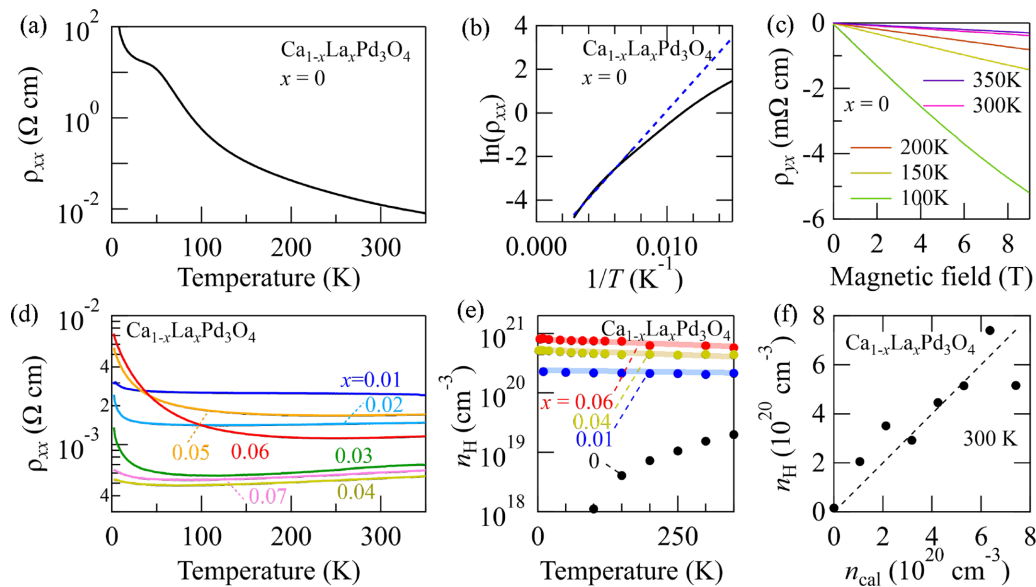 (a)
Ca1-xLaxPd3O4
x = 0
ρxx (Ω cm)
10^2
10^0
10^-2
0 100 200 300
Temperature (K)
(b)
Ca1-xLaxPd3O4
x = 0
ln(ρxx)
4
2
0
-2
-4
0.000 0.010
1/T (K^-1)
(c)
ρyx (mΩ cm)
0
-2
-4
-6
350K
x = 0
300K
200K
150K
100K
0 2 4 6 8
Magnetic field (T)
(d)
Ca1-xLaxPd3O4
ρxx (Ω cm)
10^-2
8
6
4
2
10^-3
8
6
4
x=0.01
0.02
0.05
0.06
0.03
0.07
0.04
0 100 200 300
Temperature (K)
(e)
Ca1-xLaxPd3O4
nH (cm^-3)
10^21
10^20
10^19
10^18
x = 0.06
0.04
0.01
0
0 250
Temperature (K)
(f)
Ca1-xLaxPd3O4
nH (10^20 cm^-3)
8
6
4
2
0
300 K
0 2 4 6 8
ncal (10^20 cm^-3)